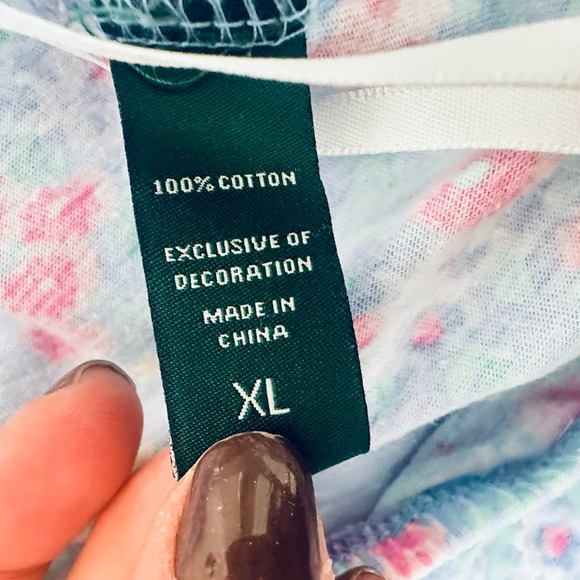 100% COTTON
EXCLUSIVE OF
DECORATION
MADE IN
CHINA
XL